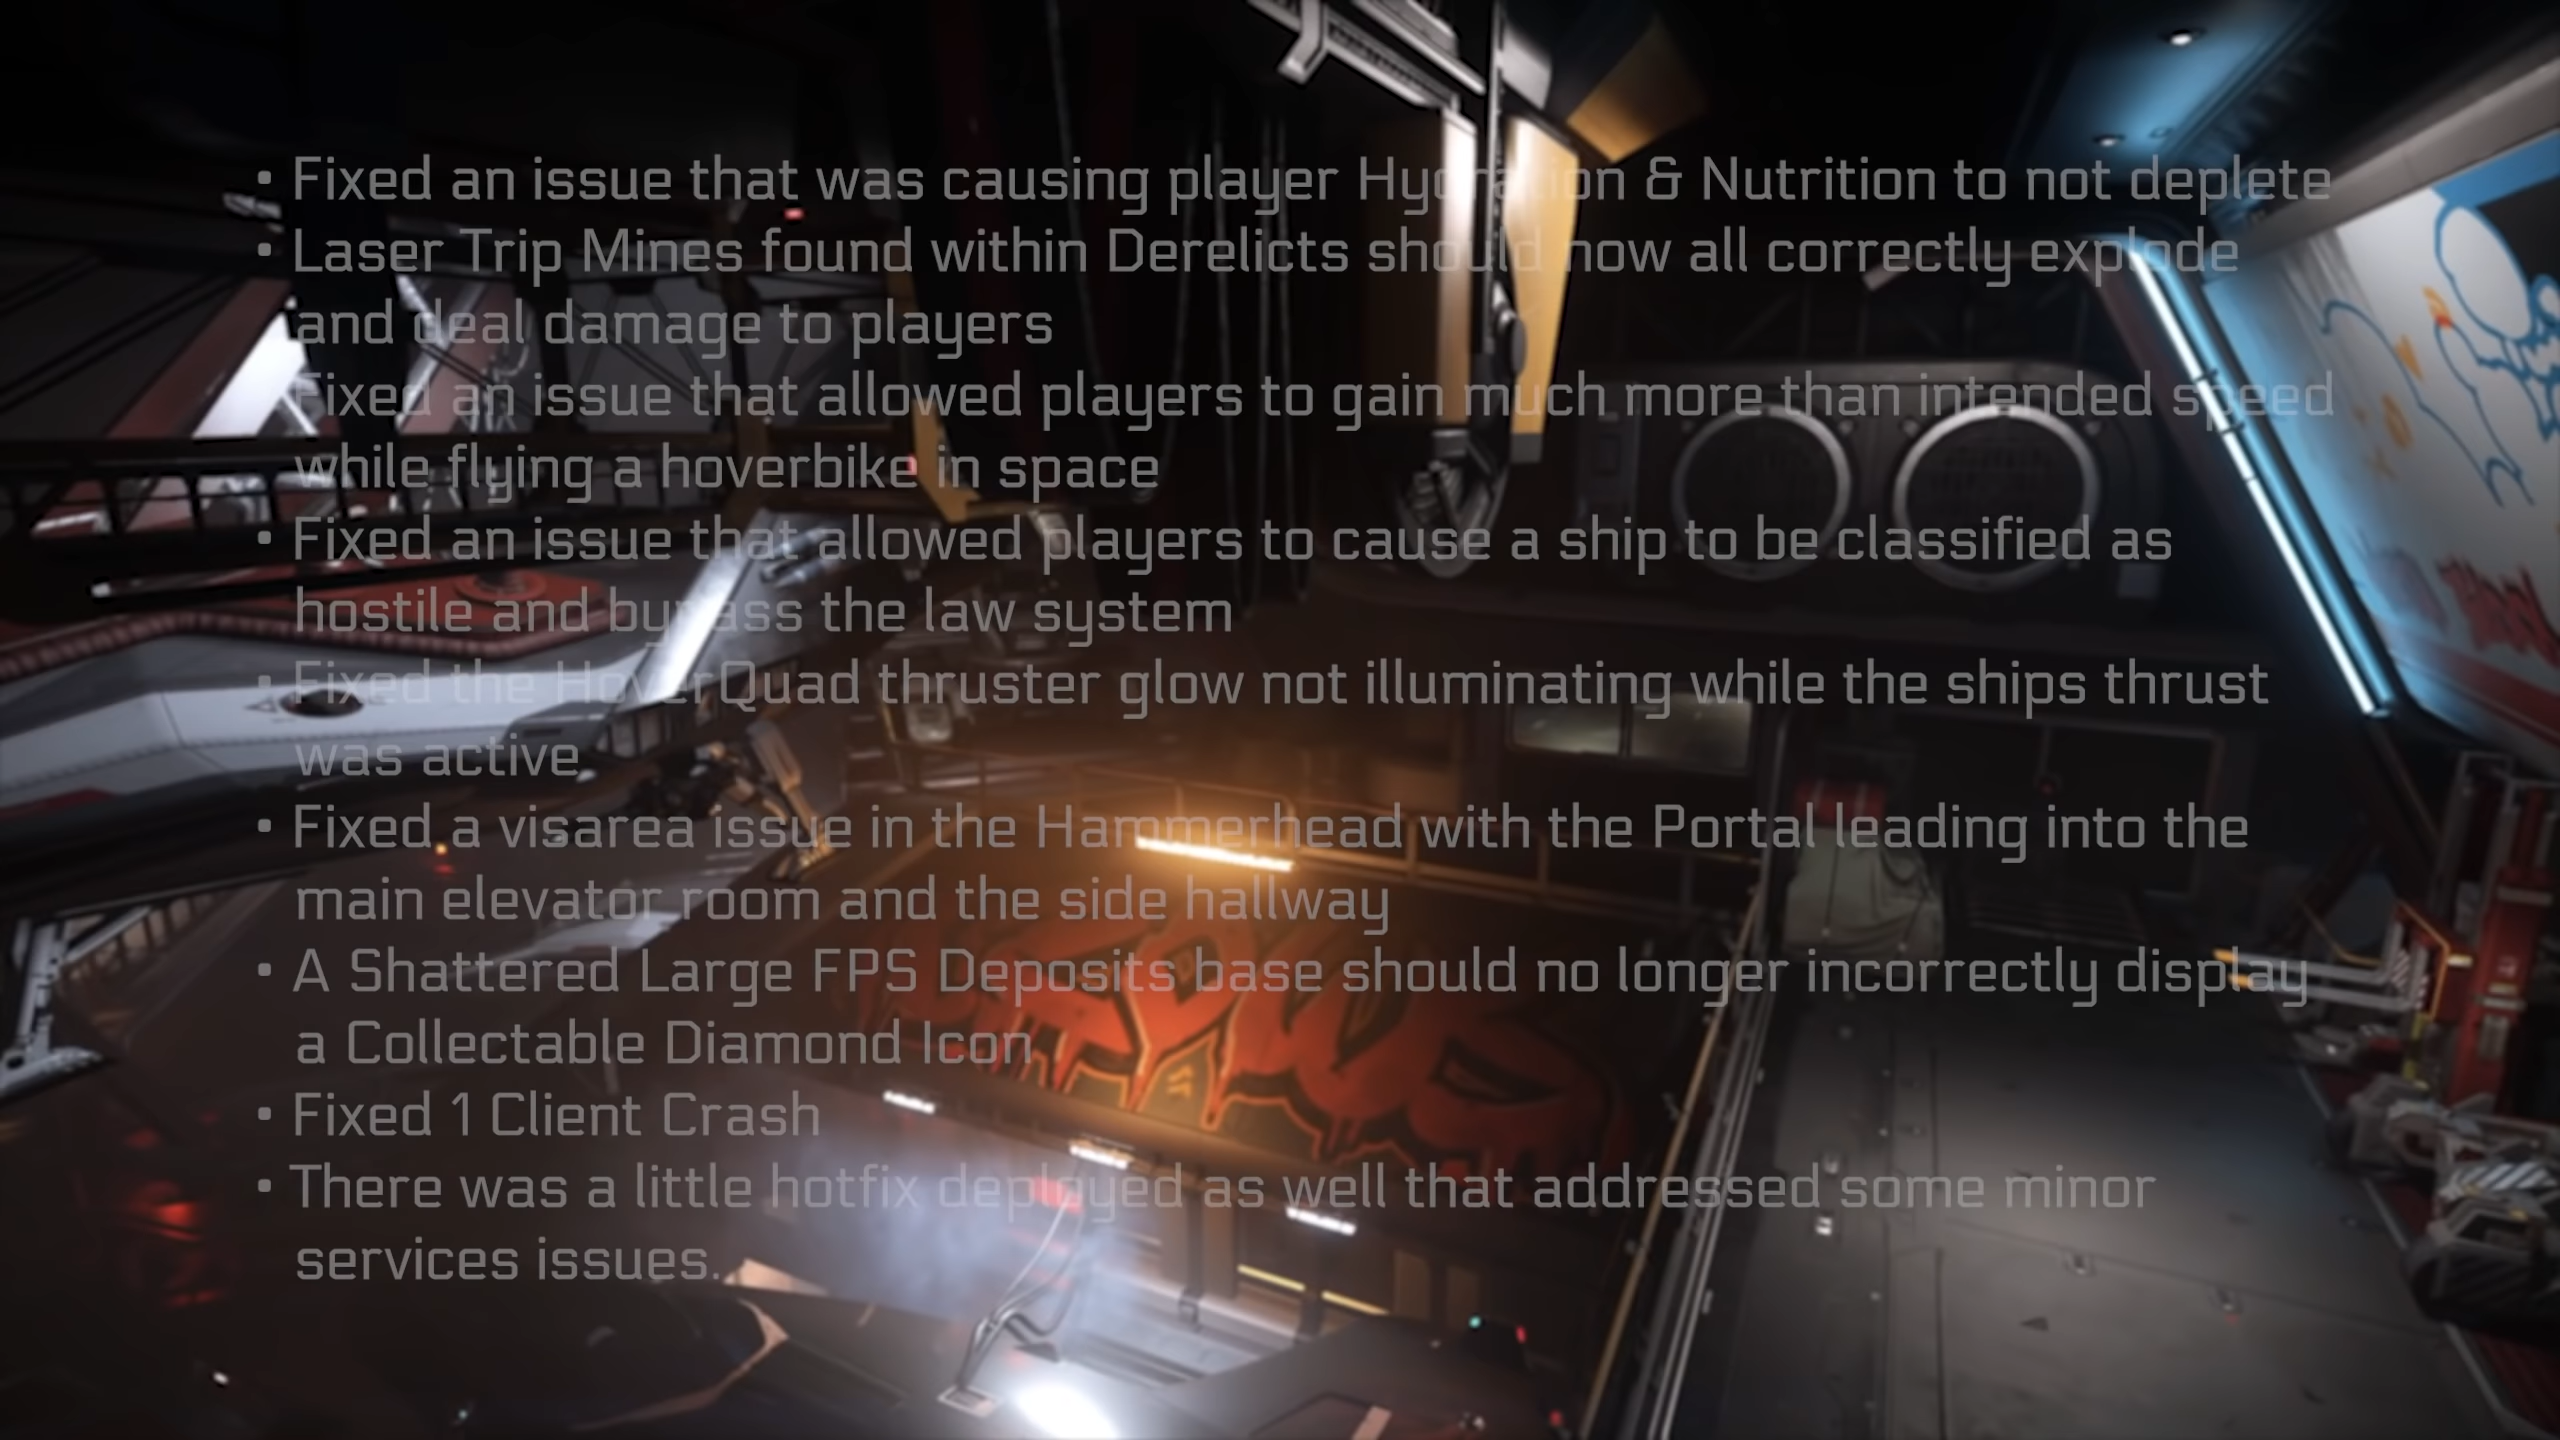 • Fixed an issue that was causing player Hydration & Nutrition to not deplete
• Laser Trip Mines found within Derelicts should now all correctly explode
and deal damage to players
Fixed an issue that allowed players to gain much more than intended speed
while flying a hoverbike in space
• Fixed an issue that allowed players to cause a ship to be classified as
hostile and bypass the law system
• Fixed the HoverQuad thruster glow not illuminating while the ships thrust
was active
• Fixed a visarea issue in the Hammerhead with the Portal leading into the
main elevator room and the side hallway
• A Shattered Large FPS Deposits base should no longer incorrectly display
a Collectable Diamond Icon
• Fixed 1 Client Crash
• There was a little hotfix deployed as well that addressed some minor
services issues.